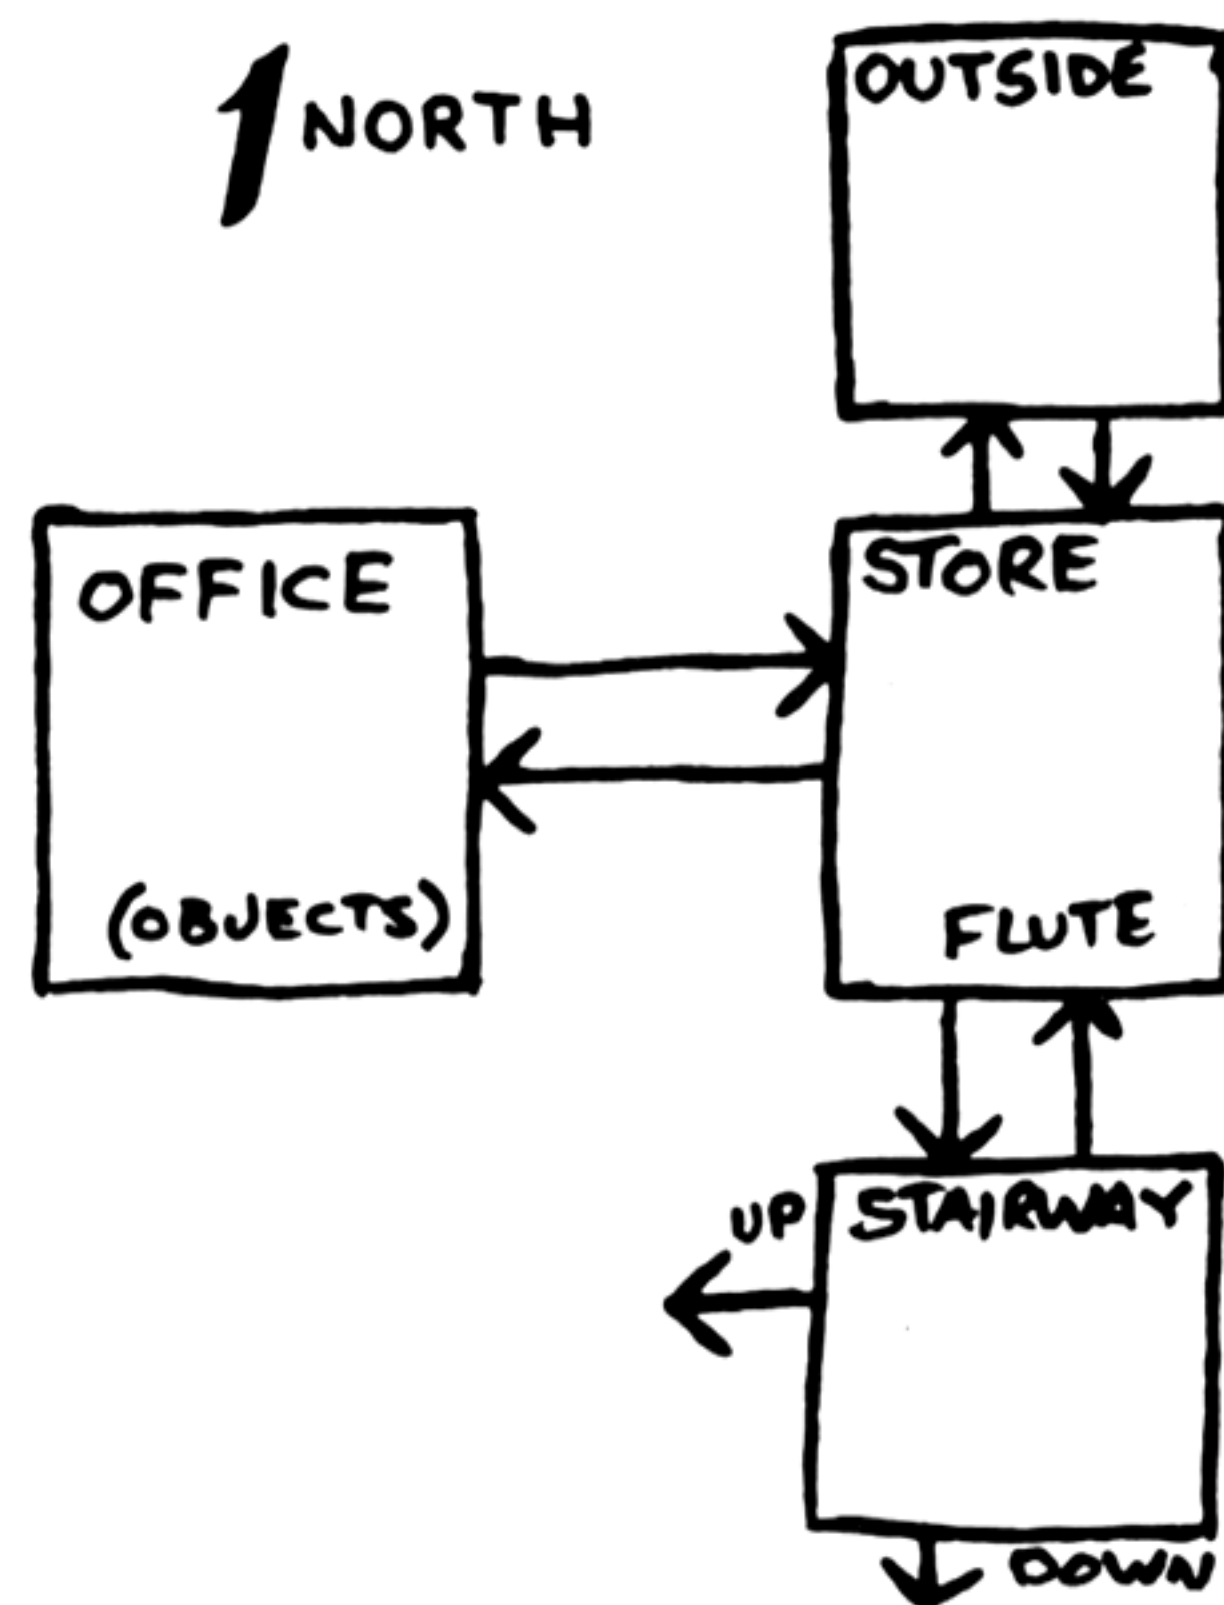 NORTH
OUTSIDE
OFFICE
STORE
(OBJECTS)
FLUTE
UP
STAIRWAY
DOWN